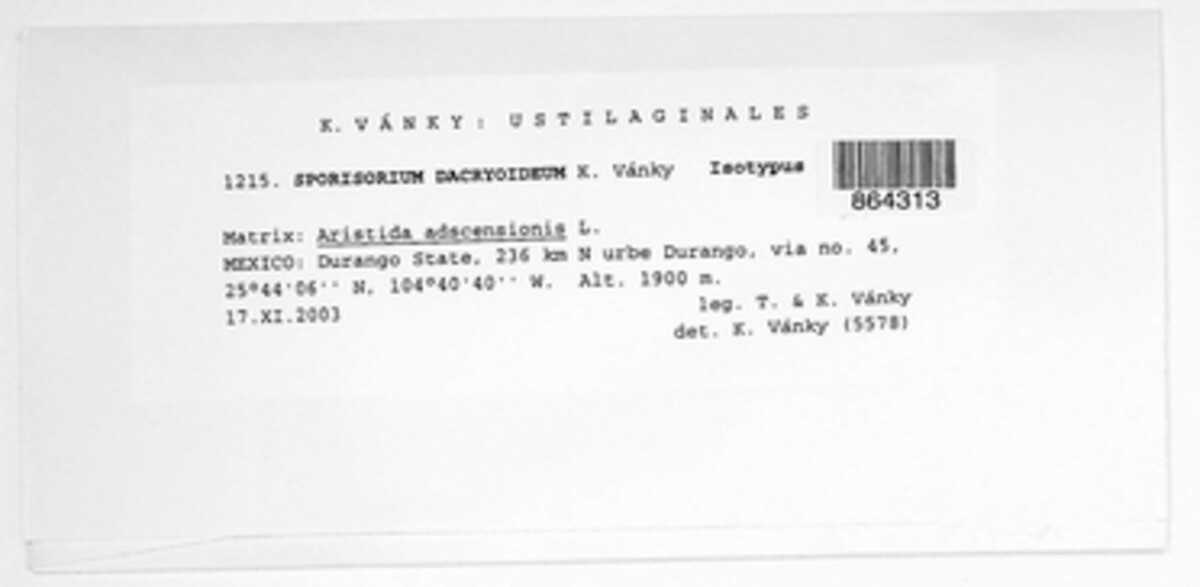 K. VÁNKY: USTILAGINALES
1215. SPORISORIUM DACRYOIDEUM K. Vánky Isotypus
864313
Matrix: Aristida adscensionis L.
MEXICO: Durango State, 236 km N urbe Durango, via no. 45,
25°44'06'' N, 104°40'40'' W. Alt. 1900 m.
17.XI.2003
leg. T. & K. Vánky
det. K. Vánky (5578)